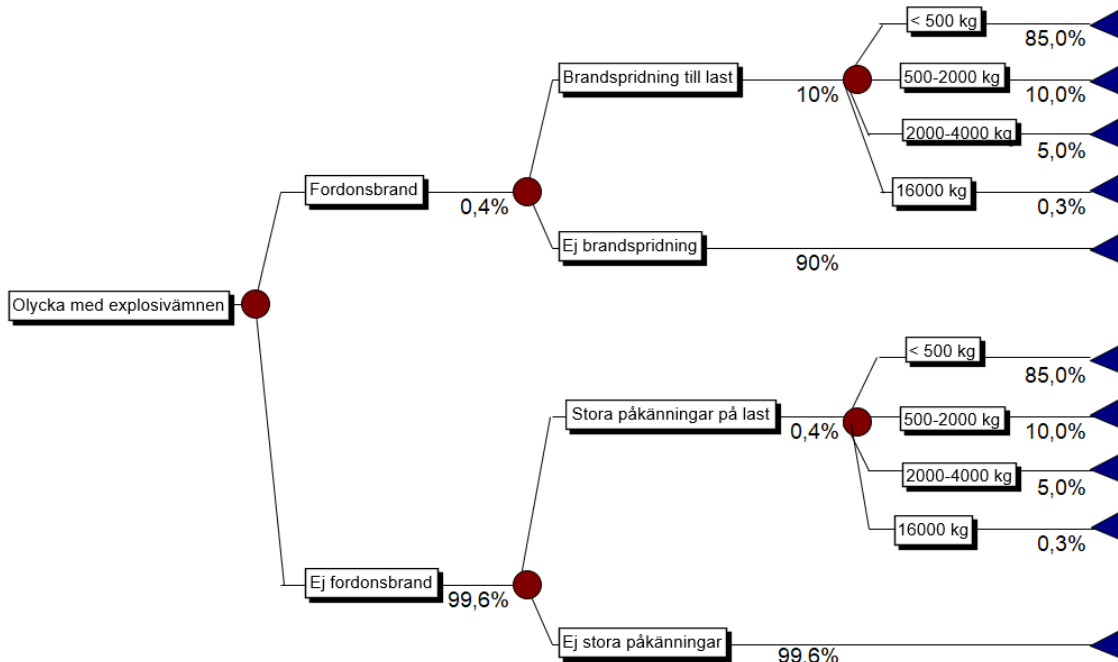 < 500 kg
85,0%
Brandspridning till last
10%
500-2000 kg
10,0%
2000-4000 kg
5,0%
Fordonsbrand
0,4%
16000 kg
0,3%
Ej brandspridning
90%
Olycka med explosivämnen
< 500 kg
85,0%
Stora påkänningar på last
0,4%
500-2000 kg
10,0%
2000-4000 kg
5,0%
16000 kg
0,3%
Ej fordonsbrand
99,6%
Ej stora påkänningar
99,6%